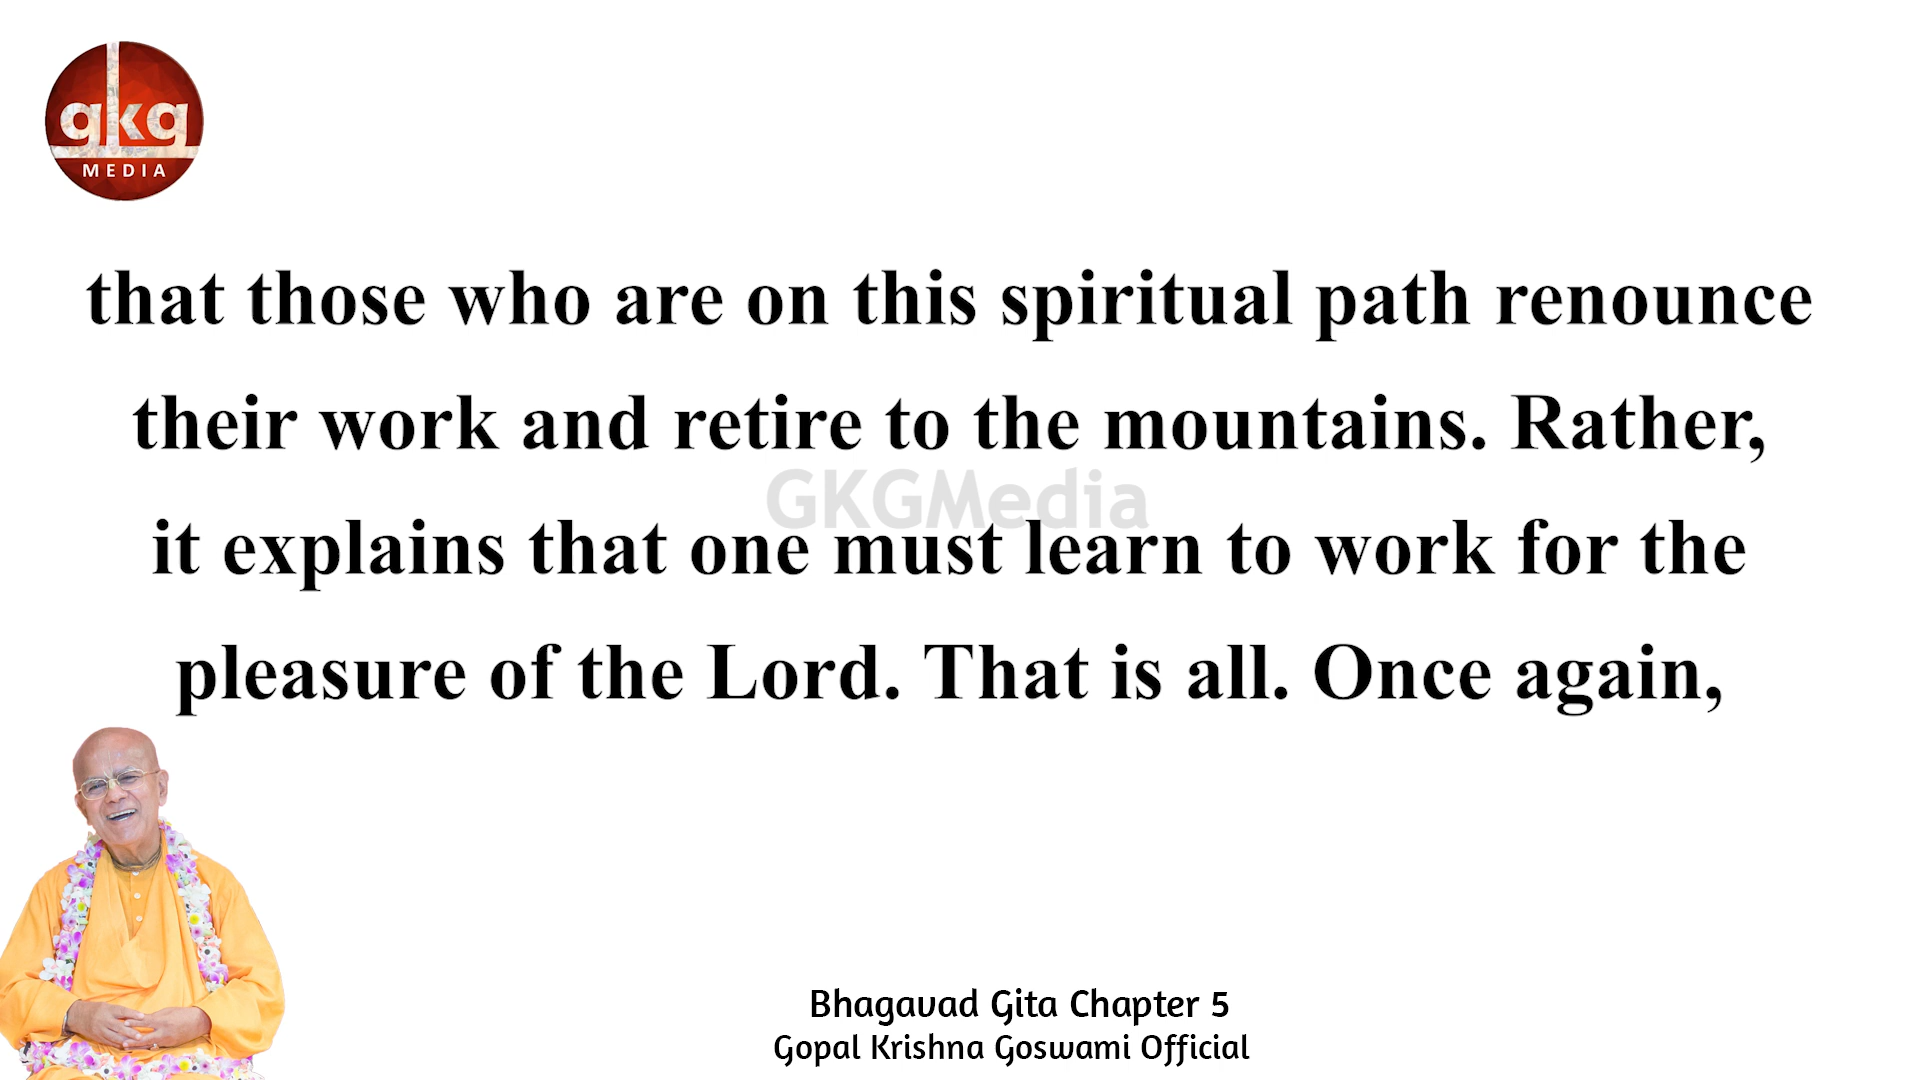 gkg
MEDIA
that those who are on this spiritual path renounce
their work and retire to the mountains. Rather,
GKGMedia
it explains that one must learn to work for the
pleasure of the Lord. That is all. Once again,
Bhagavad Gita Chapter 5
Gopal Krishna Goswami Official